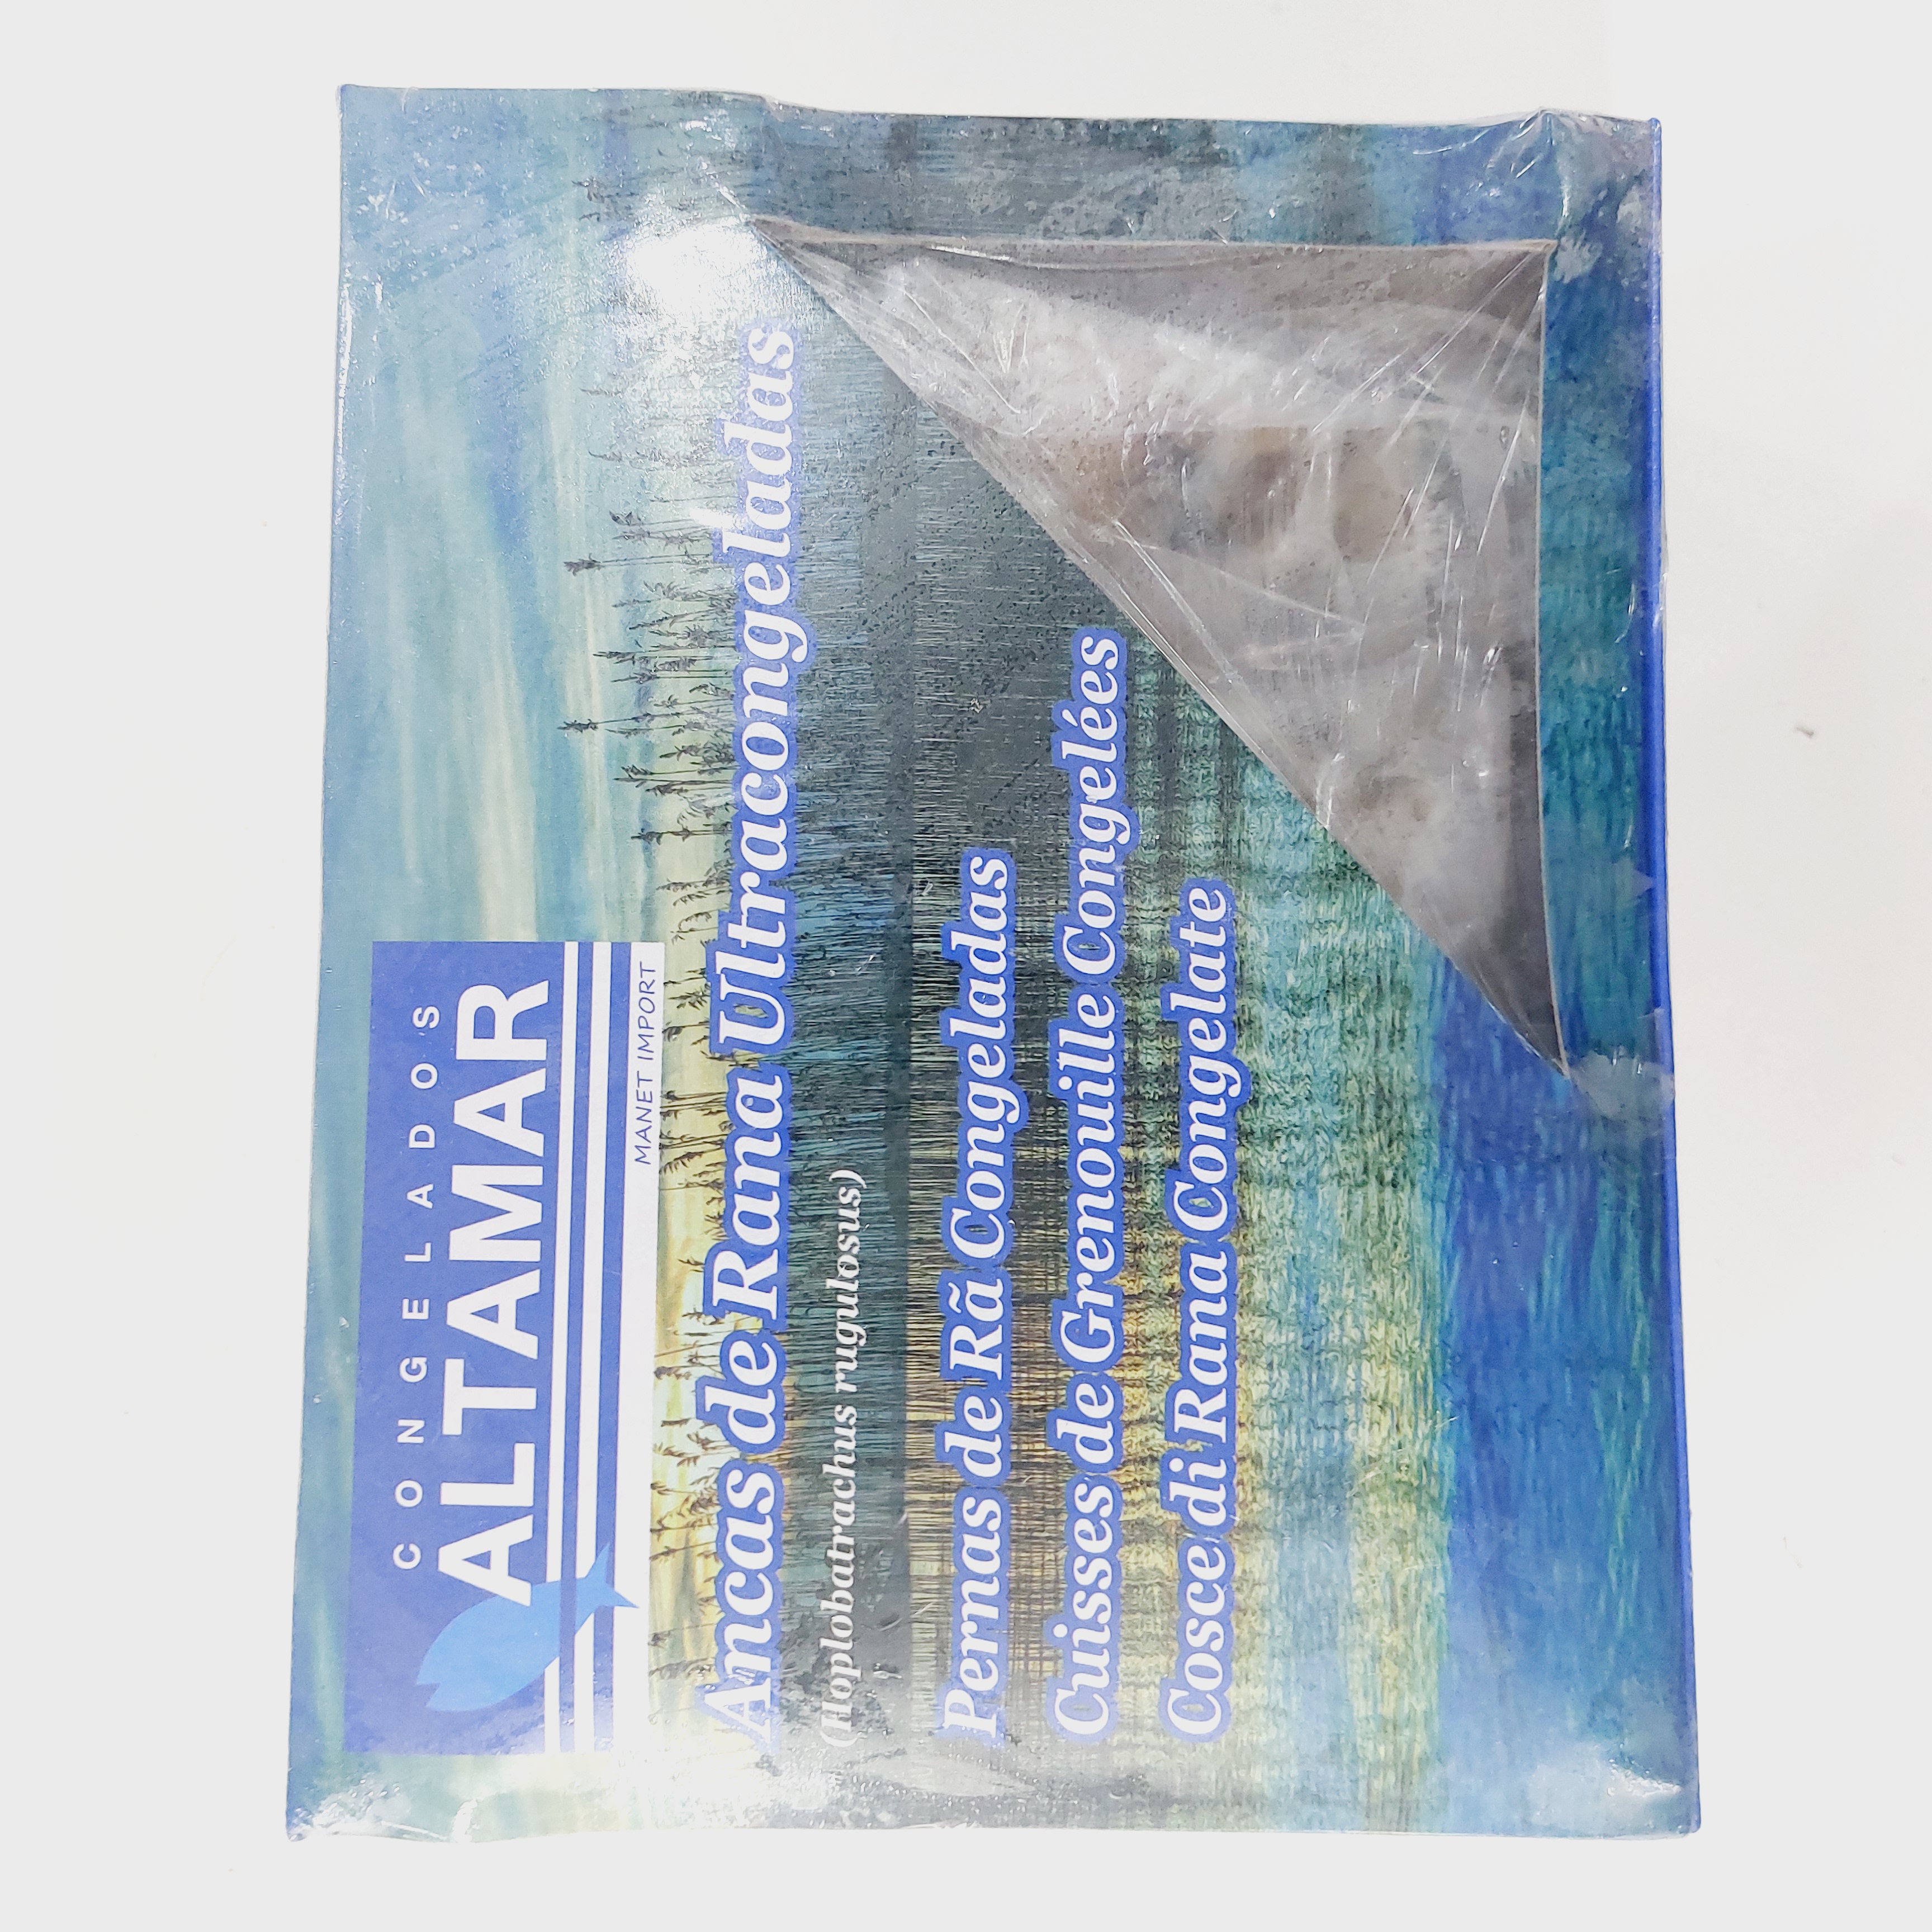 CONGELADOS
ALTAMAR
MANET IMPORT
Ancas de Rana Ultracongeladas
(Hoplobatrachus rugulosus)
Pernas de Rã Congeladas
Cuisses de Grenouille Congelées
Cosce di Rana Congelate